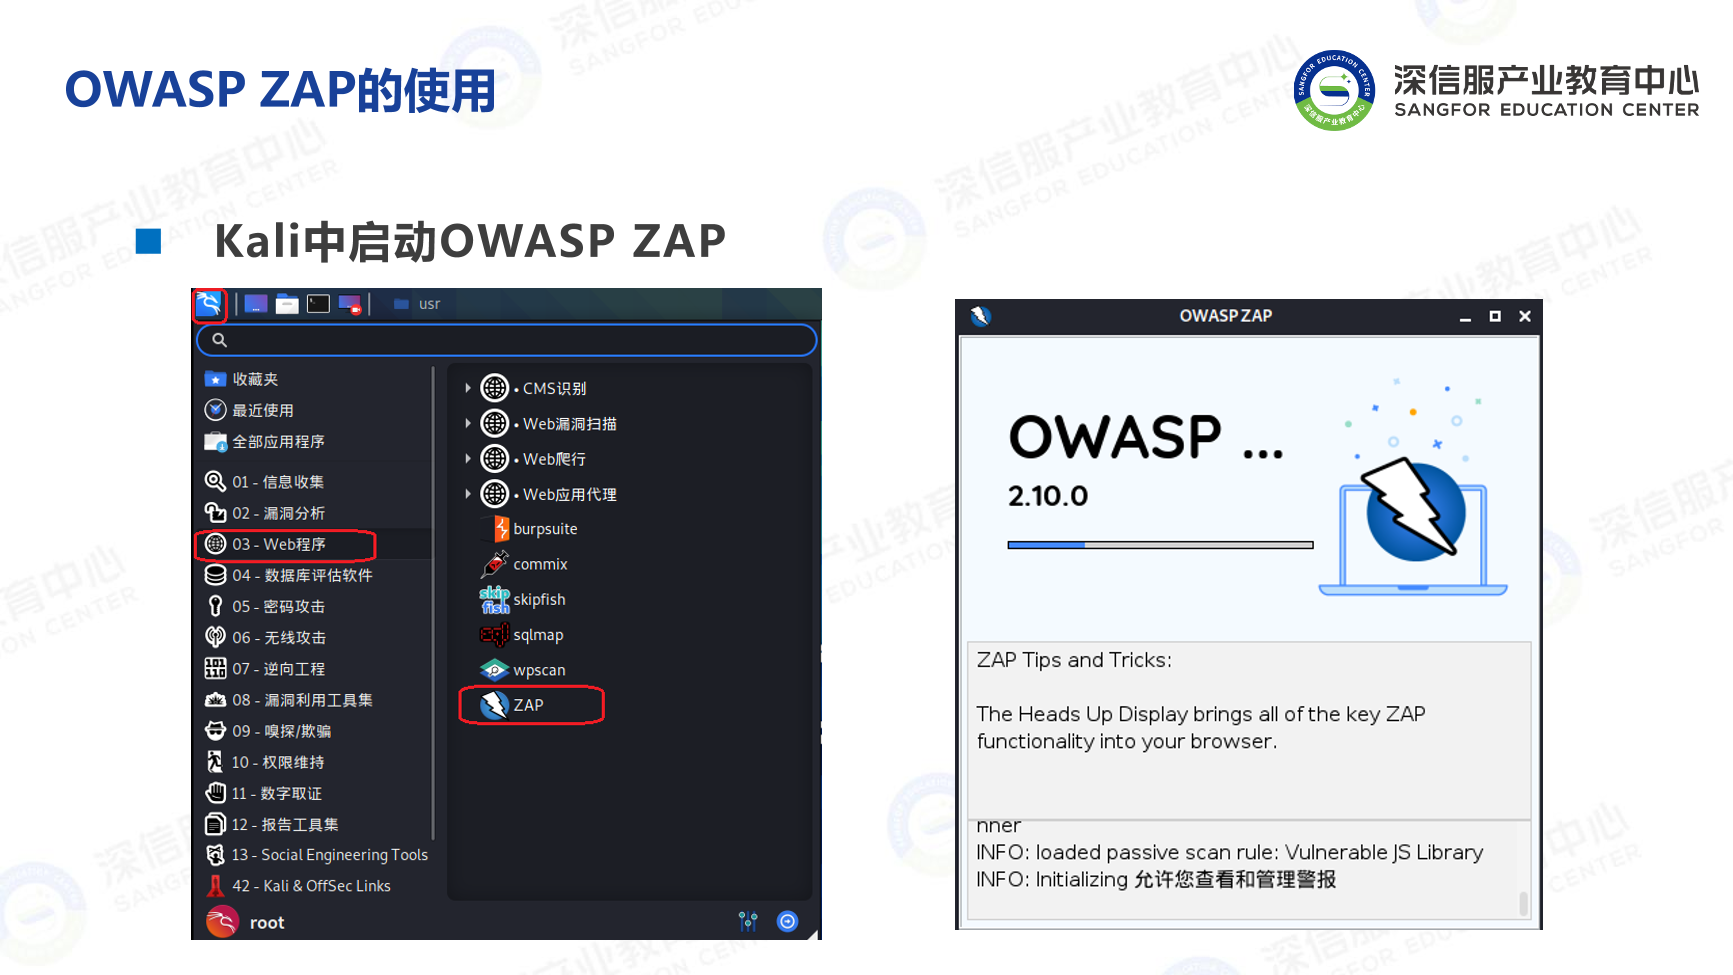 OWASP ZAP的使用
深信服产业教育中心
SANGFOR EDUCATION CENTER
Kali中启动OWASP ZAP
usr
收藏夹
最近使用
全部应用程序
01 - 信息收集
02 - 漏洞分析
03 - Web程序
04 - 数据库评估软件
05 - 密码攻击
06 - 无线攻击
07 - 逆向工程
08 - 漏洞利用工具集
09 - 嗅探/欺骗
10 - 权限维持
11 - 数字取证
12 - 报告工具集
13 - Social Engineering Tools
42 - Kali & OffSec Links
root
• CMS识别
• Web漏洞扫描
• Web爬行
• Web应用代理
burpsuite
commix
skipfish
sqlmap
wpscan
ZAP
OWASP ZAP
OWASP ...
2.10.0
ZAP Tips and Tricks:
The Heads Up Display brings all of the key ZAP
functionality into your browser.
nner
INFO: loaded passive scan rule: Vulnerable JS Library
INFO: Initializing 允许您查看和管理警报